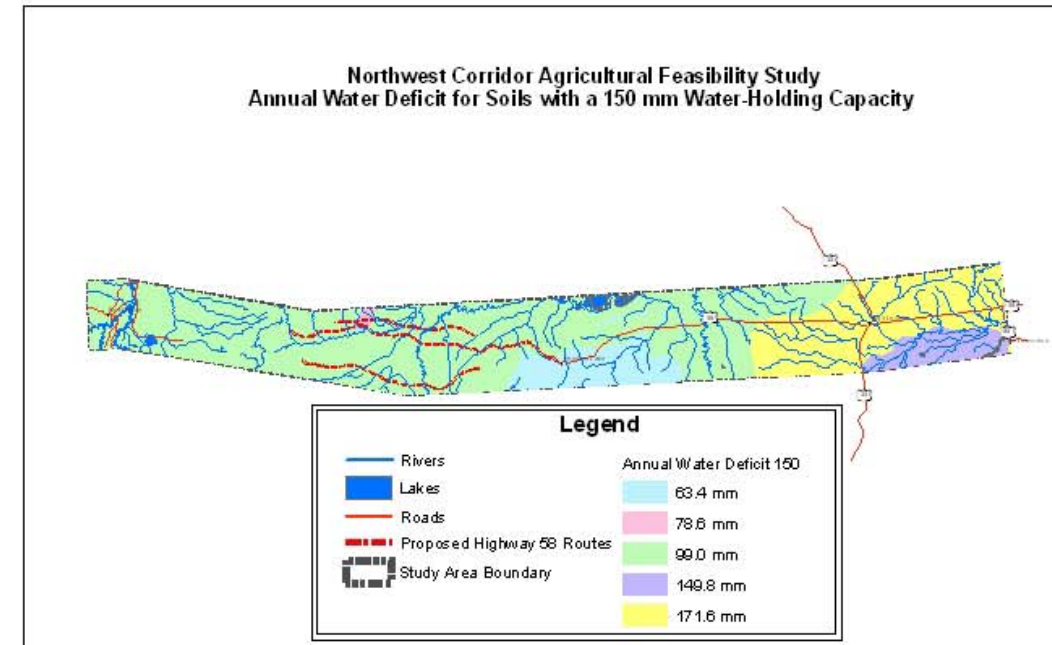 Northwest Corridor Agricultural Feasibility Study
Annual Water Deficit for Soils with a 150 mm Water-Holding Capacity
Legend
Rivers
Lakes
Roads
Proposed Highway 58 Routes
Study Area Boundary
Annual Water Deficit 150
63.4 mm
78.6 mm
99.0 mm
149.8 mm
171.6 mm